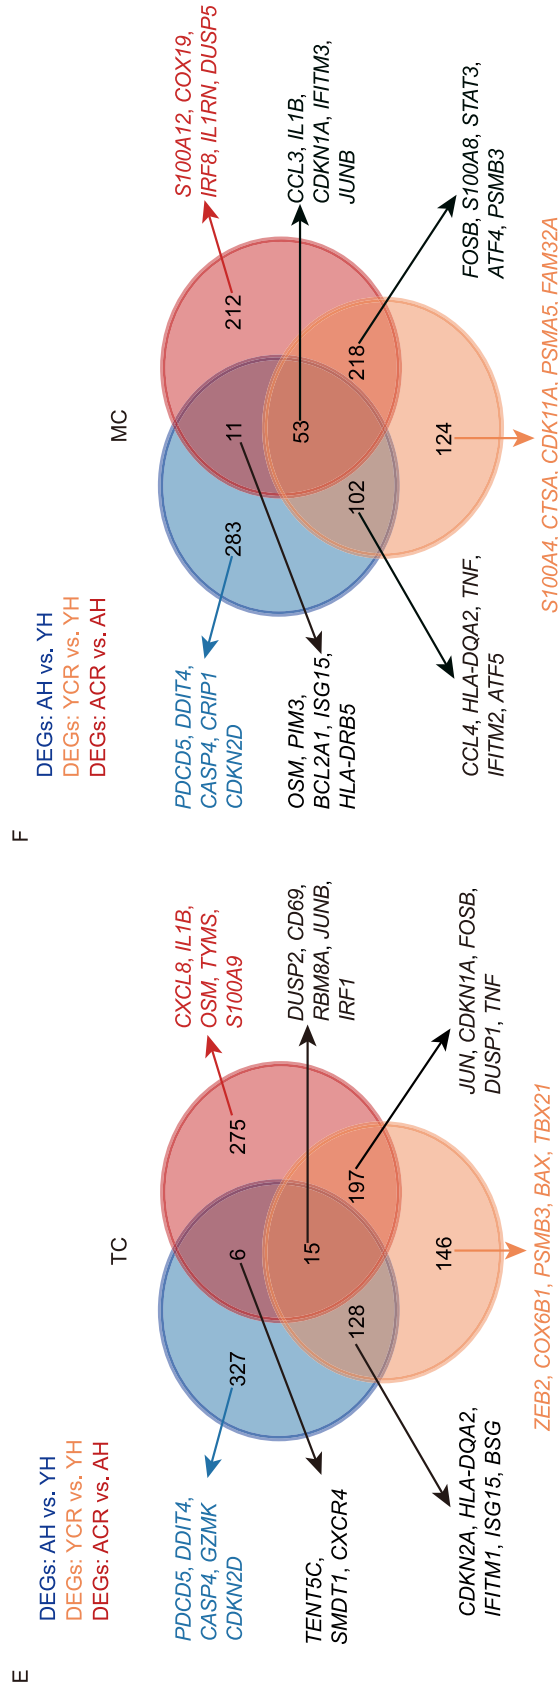 E
DEGs: AH vs. YH
DEGs: YCR vs. YH
DEGs: ACR vs. AH
TC
PDCD5, DDIT4,
CASP4, GZMK
CDKN2D
CXCL8, IL1B,
OSM, TYMS,
S100A9
327
6
275
TENT5C,
SMDT1, CXCR4
15
DUSP2, CD69,
RBM8A, JUNB,
IRF1
128
197
CDKN2A, HLA-DQA2,
IFITM1, ISG15, BSG
146
JUN, CDKN1A, FOSB,
DUSP1, TNF
ZEB2, COX6B1, PSMB3, BAX, TBX21
F
DEGs: AH vs. YH
DEGs: YCR vs. YH
DEGs: ACR vs. AH
MC
PDCD5, DDIT4,
CASP4, CRIP1
CDKN2D
S100A12, COX19,
IRF8, IL1RN, DUSP5
283
11
212
OSM, PIM3,
BCL2A1, ISG15,
HLA-DRB5
53
CCL3, IL1B,
CDKN1A, IFITM3,
JUNB
102
218
CCL4, HLA-DQA2, TNF,
IFITM2, ATF5
124
FOSB, S100A8, STAT3,
ATF4, PSMB3
S100A4, CTSA, CDK11A, PSMA5, FAM32A